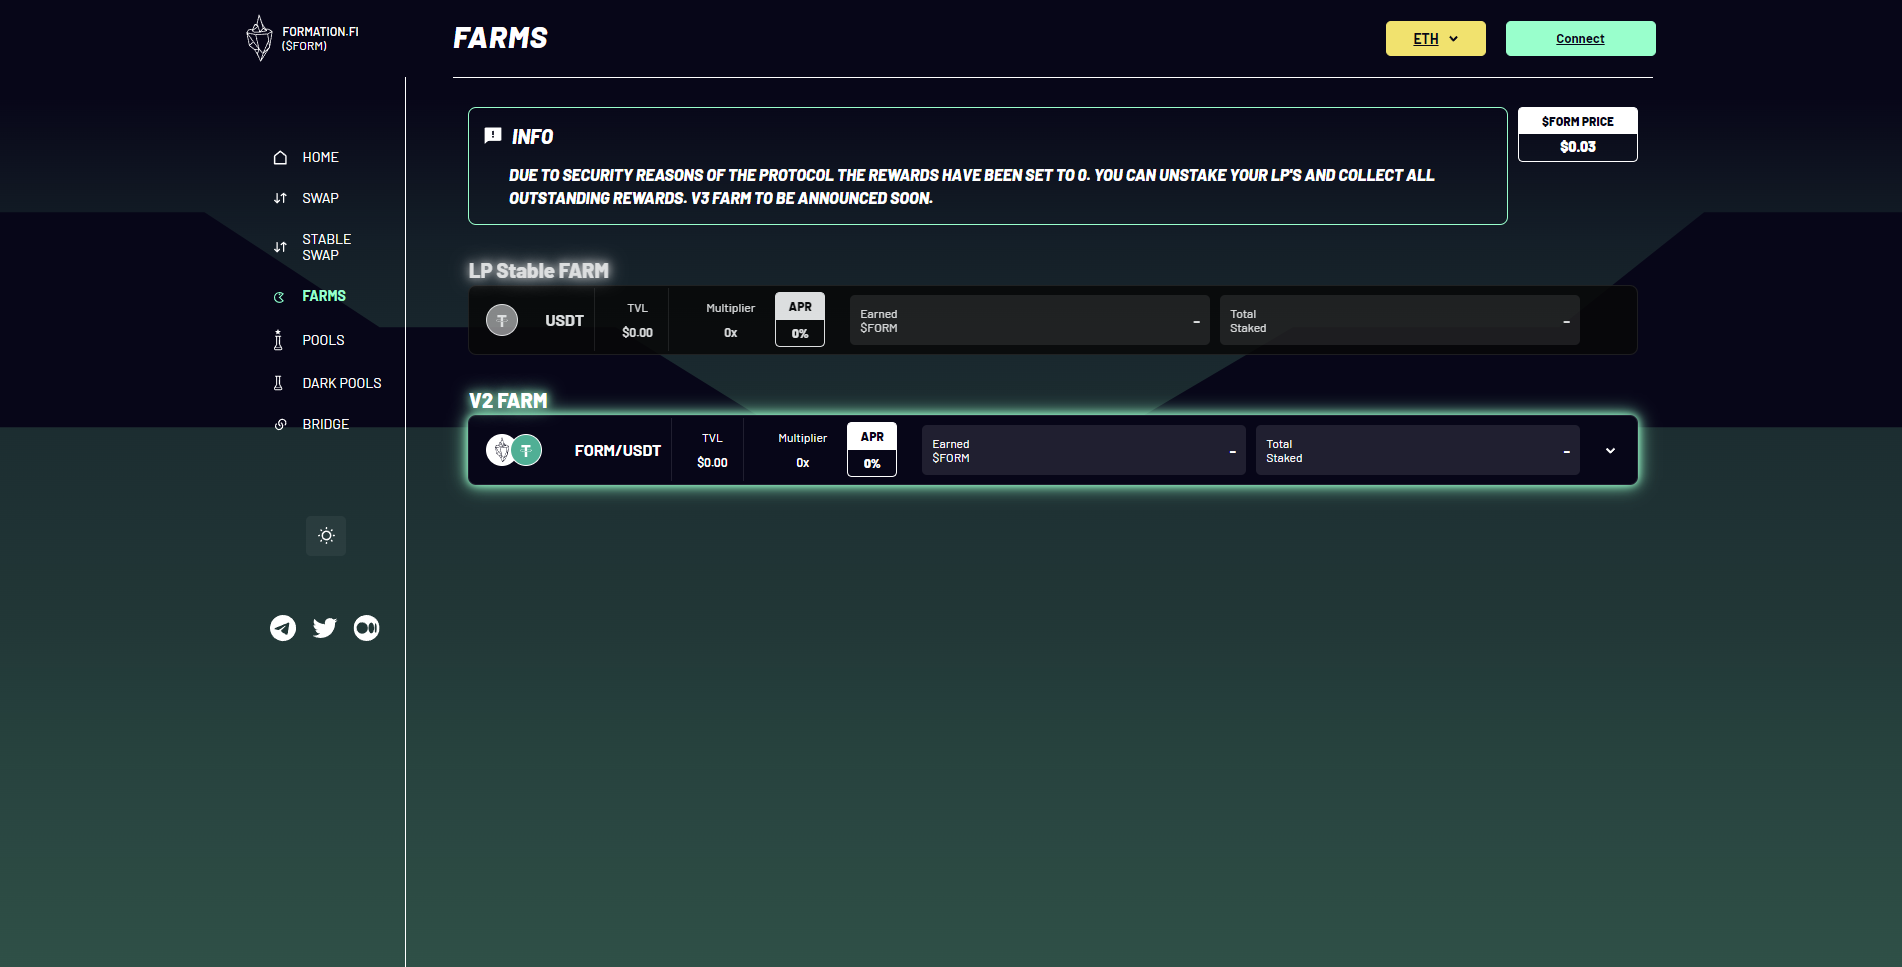 FORMATION.FI
($FORM)
FARMS
ETH
Connect
HOME
SWAP
STABLE
SWAP
FARMS
POOLS
DARK POOLS
BRIDGE
INFO
DUE TO SECURITY REASONS OF THE PROTOCOL THE REWARDS HAVE BEEN SET TO 0. YOU CAN UNSTAKE YOUR LP'S AND COLLECT ALL
OUTSTANDING REWARDS. V3 FARM TO BE ANNOUNCED SOON.
$FORM PRICE
$0.03
LP Stable FARM
USDT
TVL
$0.00
Multiplier
0x
APR
0%
Earned
$FORM
-
Total
Staked
-
V2 FARM
FORM/USDT
TVL
$0.00
Multiplier
0x
APR
0%
Earned
$FORM
-
Total
Staked
-